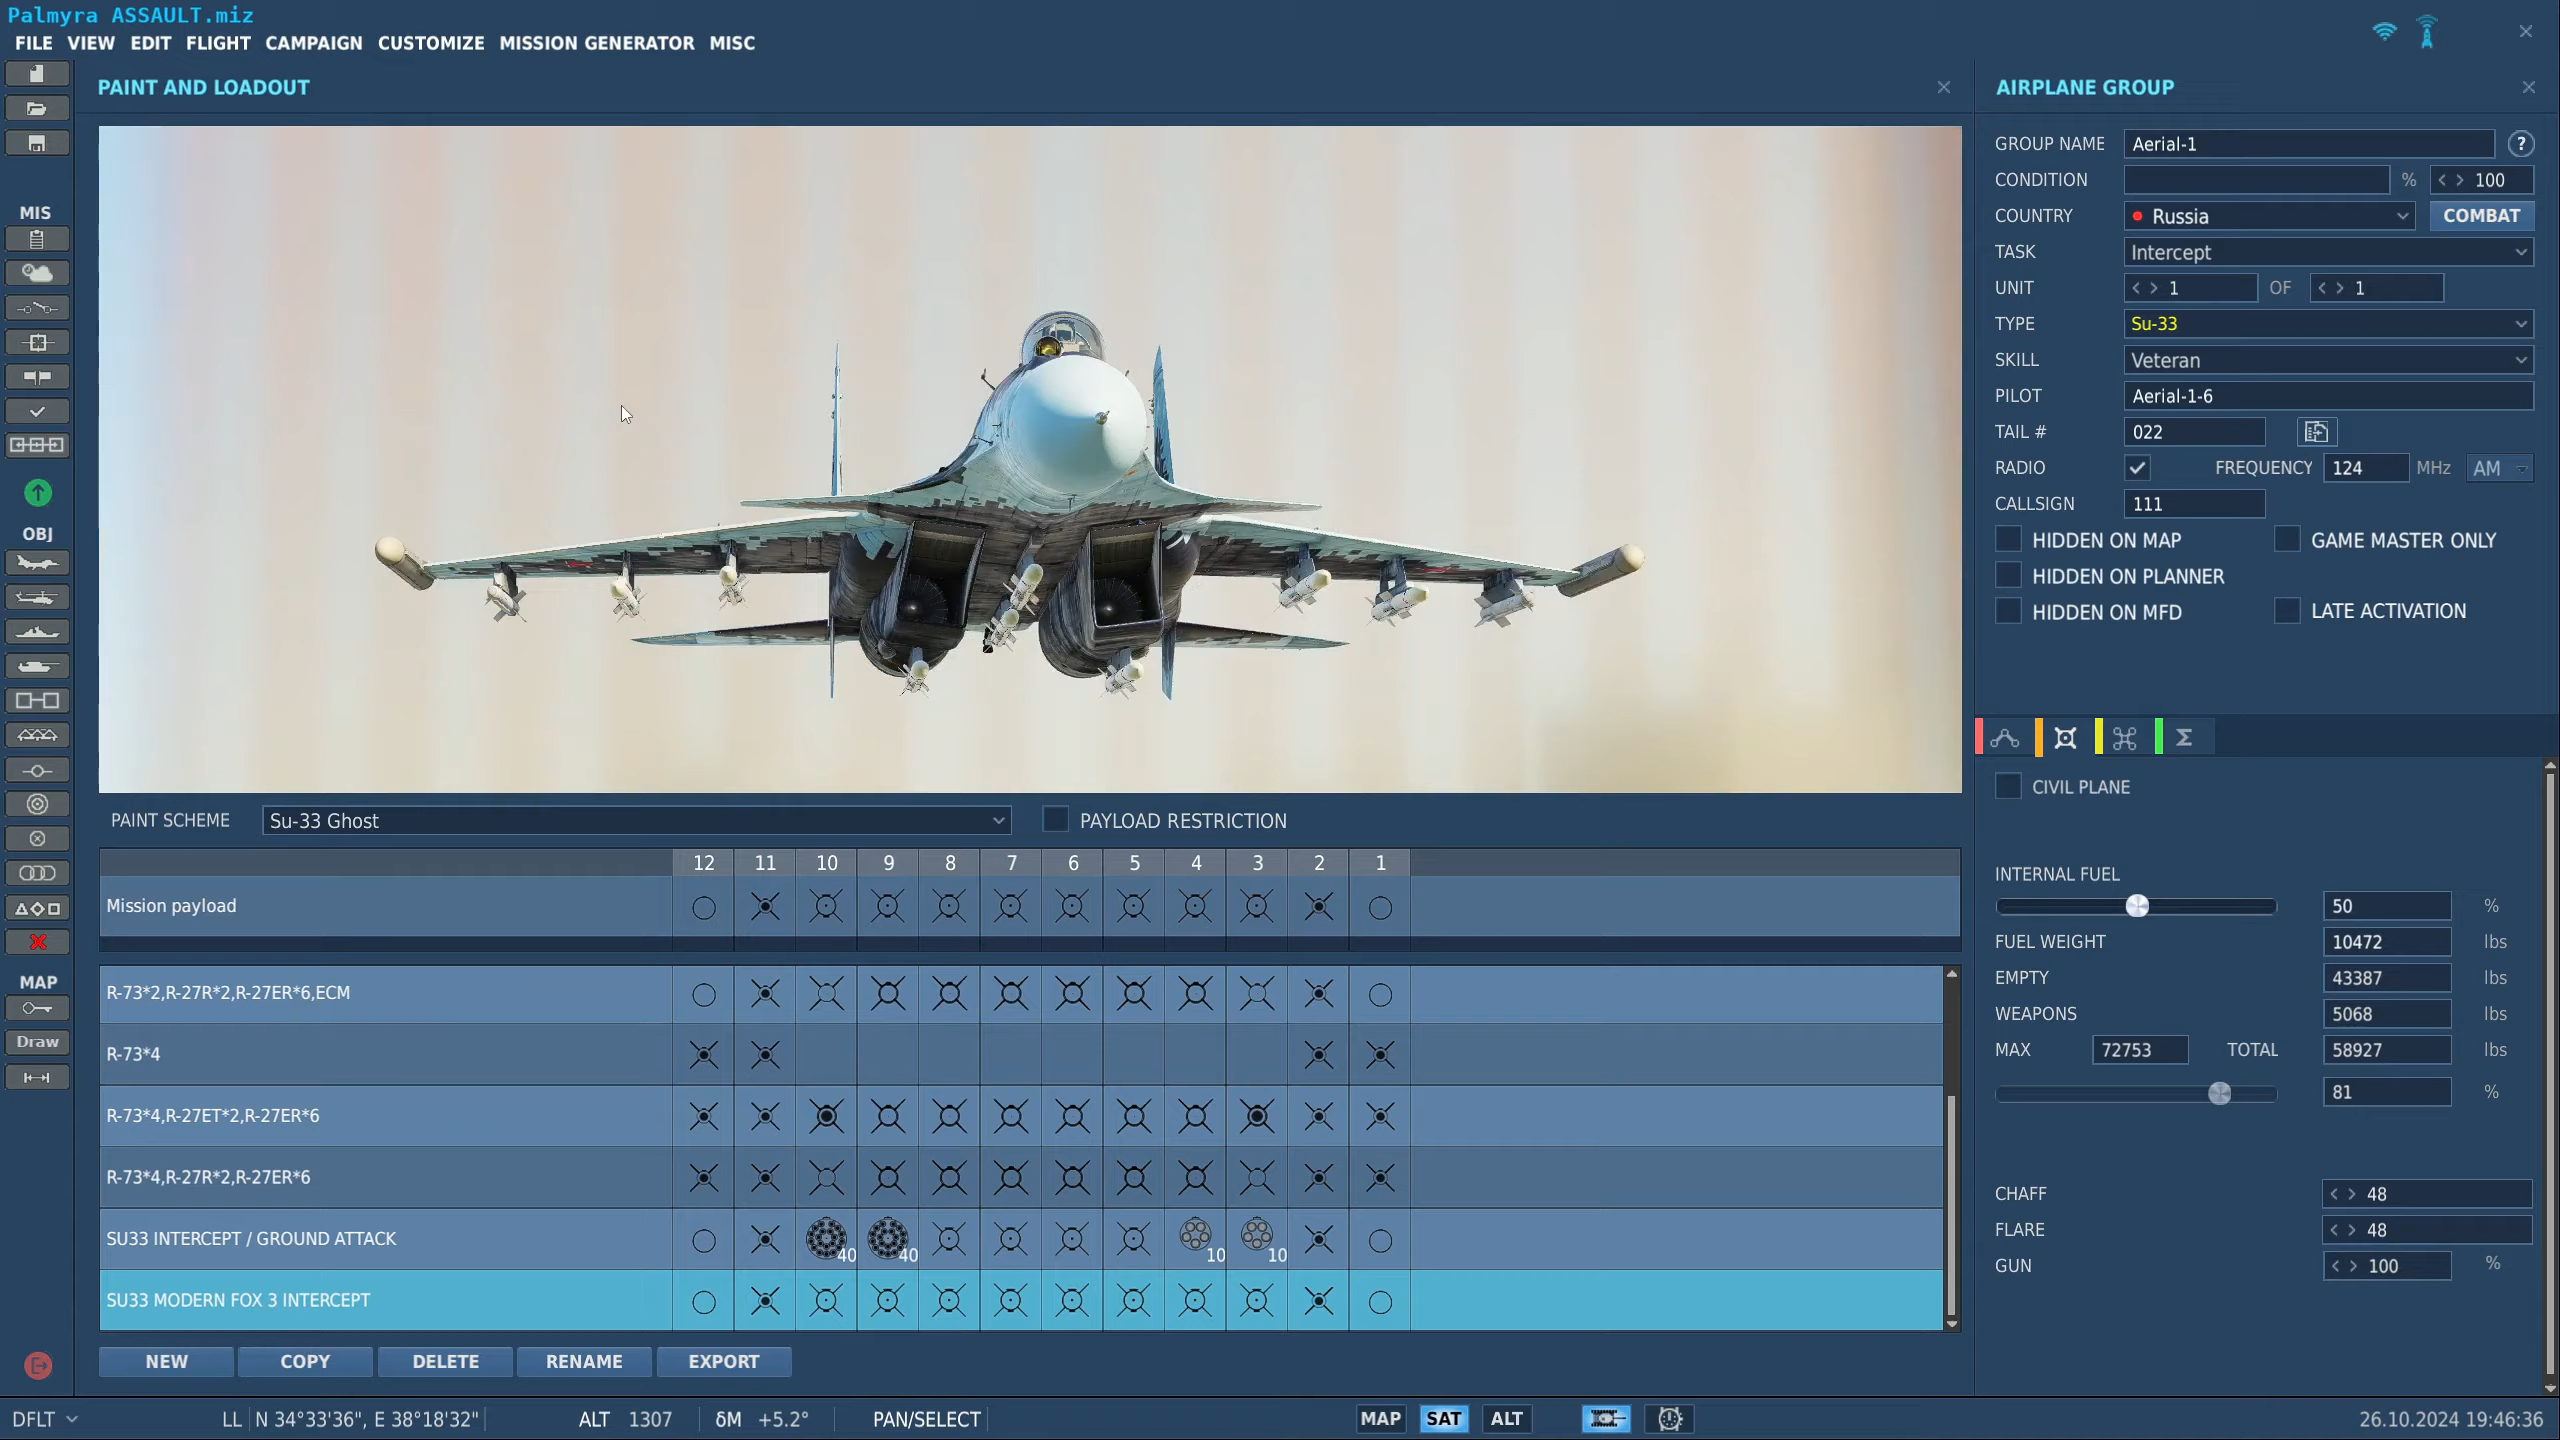 Palmyra ASSAULT.miz
FILE VIEW EDIT FLIGHT CAMPAIGN CUSTOMIZE MISSION GENERATOR MISC
PAINT AND LOADOUT
AIRPLANE GROUP
GROUP NAME Aerial-1 ?
CONDITION % < > 100
COUNTRY Russia COMBAT
TASK Intercept
UNIT < > 1 OF < > 1
TYPE Su-33
SKILL Veteran
PILOT Aerial-1-6
TAIL # 022
RADIO FREQUENCY 124 MHz AM
CALLSIGN 111
HIDDEN ON MAP GAME MASTER ONLY
HIDDEN ON PLANNER
HIDDEN ON MFD LATE ACTIVATION
MIS
OBJ
MAP
Draw
PAINT SCHEME Su-33 Ghost PAYLOAD RESTRICTION
12 11 10 9 8 7 6 5 4 3 2 1
Mission payload
R-73*2,R-27R*2,R-27ER*6,ECM
R-73*4
R-73*4,R-27ET*2,R-27ER*6
R-73*4,R-27R*2,R-27ER*6
SU33 INTERCEPT / GROUND ATTACK 40 40 10 10
SU33 MODERN FOX 3 INTERCEPT
NEW COPY DELETE RENAME EXPORT
Σ
CIVIL PLANE
INTERNAL FUEL
50 %
FUEL WEIGHT 10472 lbs
EMPTY 43387 lbs
WEAPONS 5068 lbs
MAX 72753 TOTAL 58927 lbs
81 %
CHAFF < > 48
FLARE < > 48
GUN < > 100 %
DFLT LL N 34°33'36", E 38°18'32" ALT 1307 δM +5.2° PAN/SELECT MAP SAT ALT 26.10.2024 19:46:36